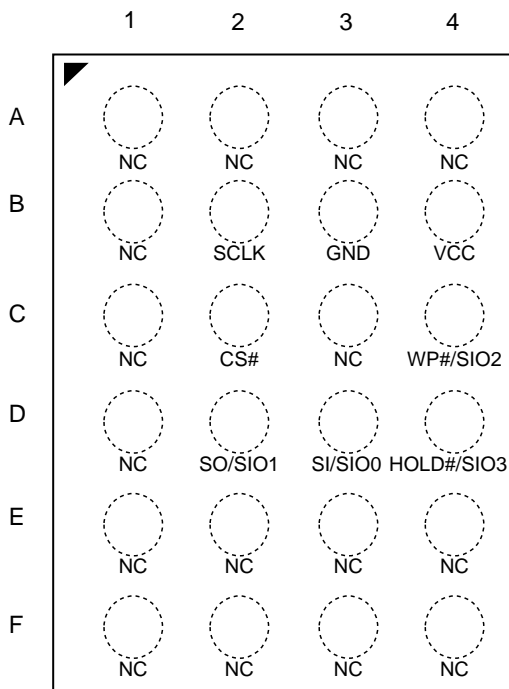 1 2 3 4
A
NC NC NC NC
B
NC SCLK GND VCC
C
NC CS# NC WP#/SIO2
D
NC SO/SIO1 SI/SIO0 HOLD#/SIO3
E
NC NC NC NC
F
NC NC NC NC